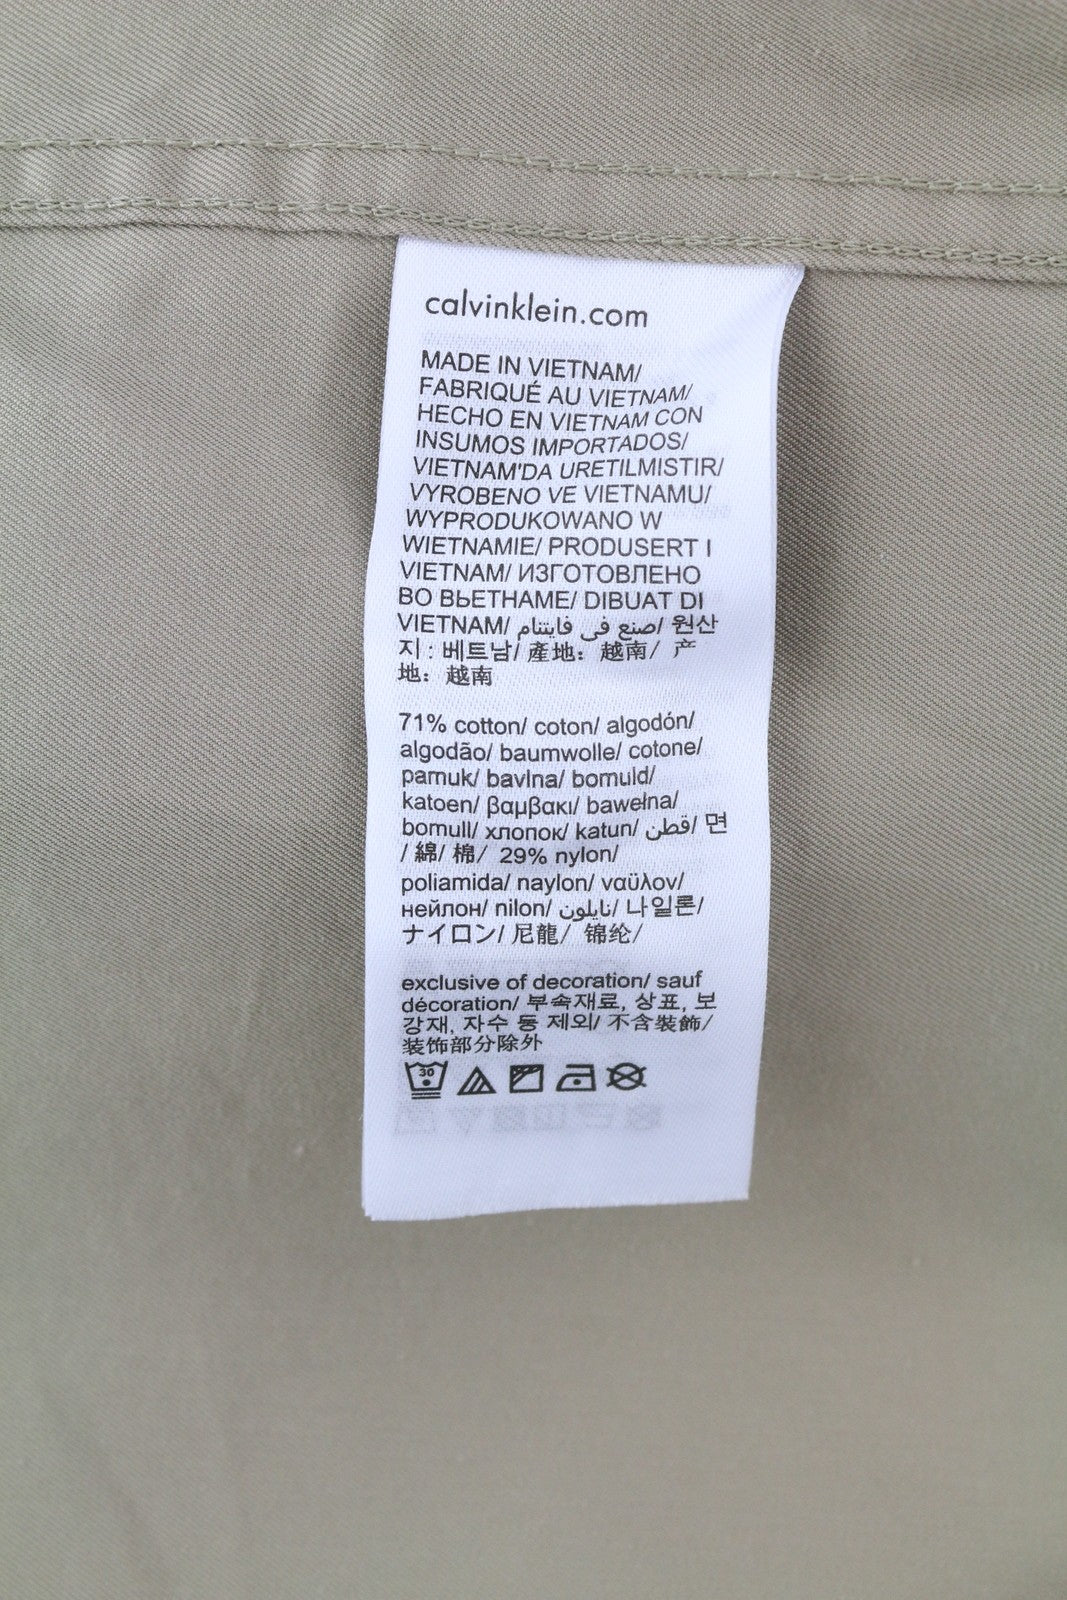 calvinklein.com
MADE IN VIETNAM/
FABRIQUÉ AU VIETNAM/
HECHO EN VIETNAM CON
INSUMOS IMPORTADOS/
VIETNAM'DA URETILMISTIR/
VYROBENO VE VIETNAMU/
WYPRODUKOWANO W
WIETNAMIE/ PRODUSERT I
VIETNAM/ ИЗГОТОВЛЕНО
ВО ВЬЕТНАМЕ/ DIBUAT DI
VIETNAM/ صنع في فايتنام/ 원산
지 : 베트남/ 產地：越南/ 产
地：越南
71% cotton/ coton/ algodón/
algodão/ baumwolle/ cotone/
pamuk/ bavlna/ bomuld/
katoen/ βαμβακι/ bawełna/
bomull/ хлопок/ katun/ قطن/ 면
/ 綿/ 棉/ 29% nylon/
poliamida/ naylon/ ναϋλον/
нейлон/ nilon/ نايلون/ 나일론/
ナイロン/ 尼龍/ 锦纶/
exclusive of decoration/ sauf
décoration/ 부속재료, 상표, 보
강재, 자수 등 제외/ 不含裝飾/
装饰部分除外
30